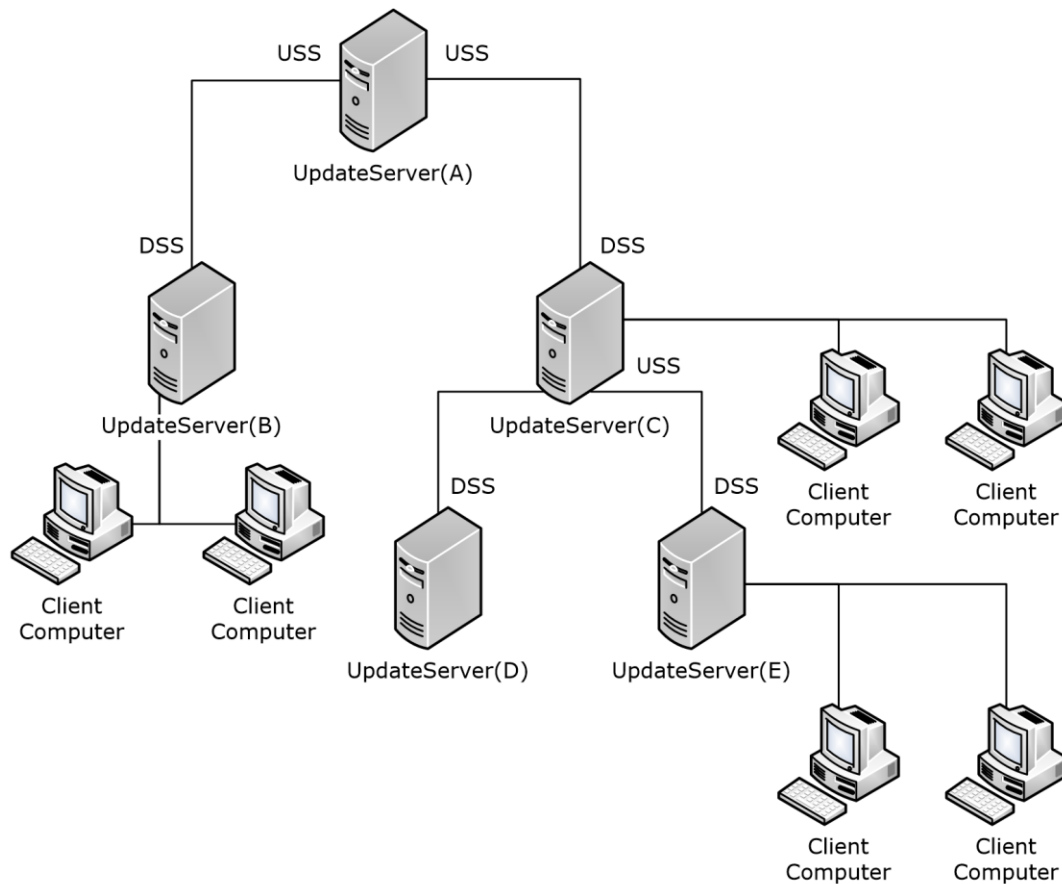 USS
USS
UpdateServer(A)
DSS
DSS
USS
UpdateServer(B)
UpdateServer(C)
Client
Computer
Client
Computer
DSS
DSS
Client
Computer
Client
Computer
UpdateServer(D)
UpdateServer(E)
Client
Computer
Client
Computer